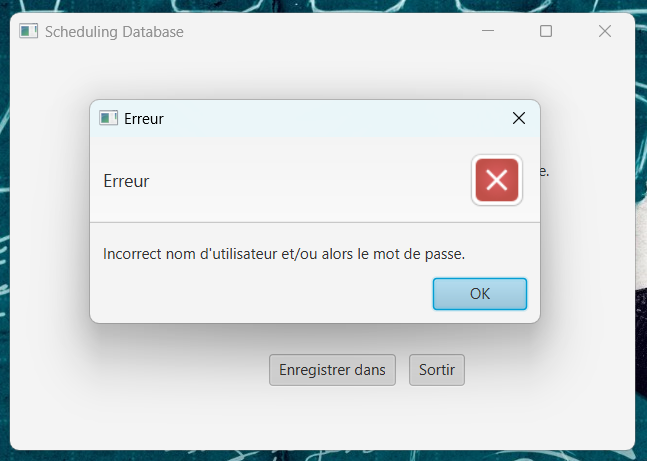 Scheduling Database
Erreur
Erreur
e.
Incorrect nom d'utilisateur et/ou alors le mot de passe.
OK
Enregistrer dans
Sortir